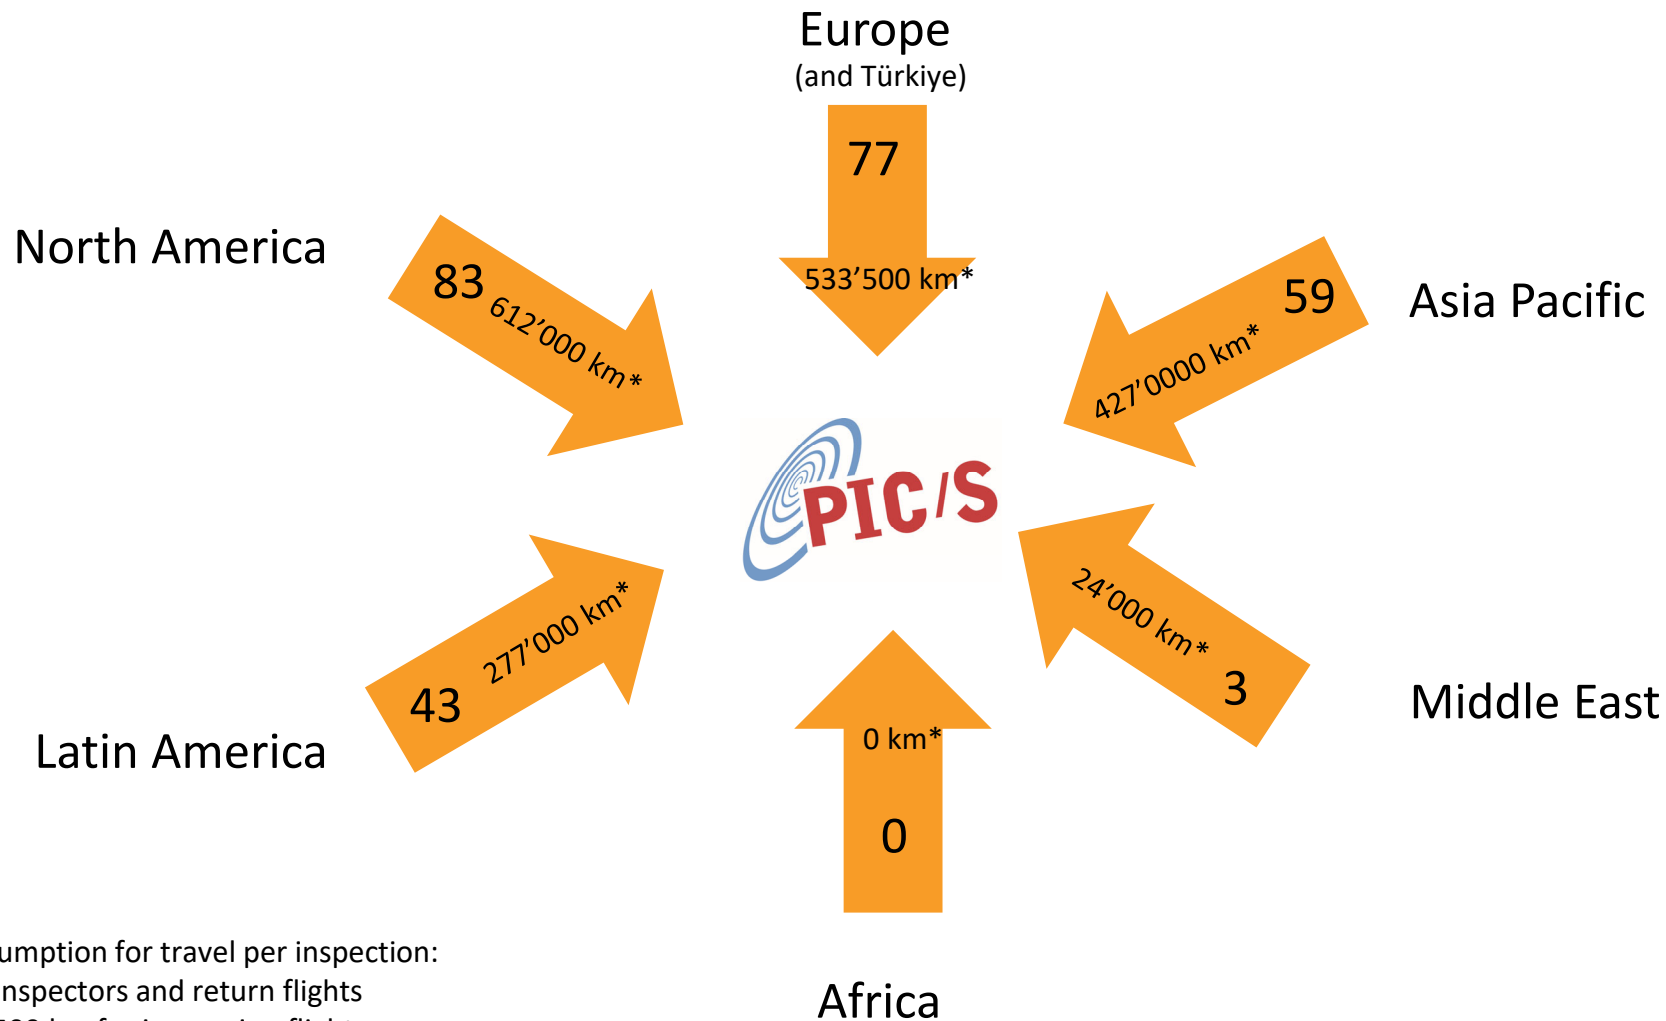 Europe
(and Türkiye)
77
533’500 km*
North America
83
612’000 km*
59
427’0000 km*
Asia Pacific
PIC/S
Latin America
43
277’000 km*
24’000 km*
3
Middle East
0 km*
0
Africa
umption for travel per inspection:
nspectors and return flights